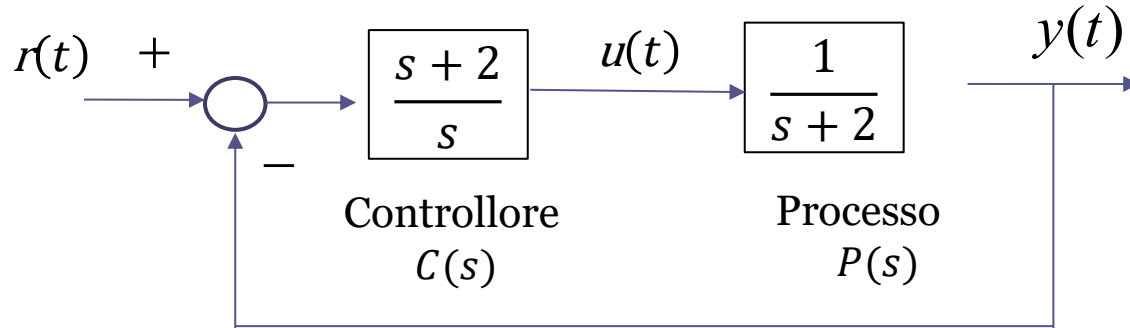 r(t) + s + 2 / s u(t) 1 / s + 2 y(t)
−
Controllore Processo
C(s) P(s)